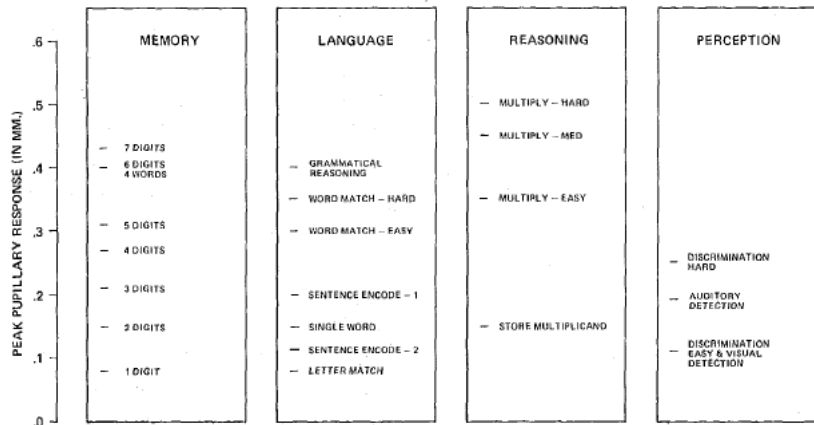 PEAK PUPILLARY RESPONSE (IN MM.)
.6
.5
.4
.3
.2
.1
.0
MEMORY
7 DIGITS
6 DIGITS
4 WORDS
5 DIGITS
4 DIGITS
3 DIGITS
2 DIGITS
1 DIGIT
LANGUAGE
GRAMMATICAL
REASONING
WORD MATCH – HARD
WORD MATCH – EASY
SENTENCE ENCODE – 1
SINGLE WORD
SENTENCE ENCODE – 2
LETTER MATCH
REASONING
MULTIPLY – HARD
MULTIPLY – MED
MULTIPLY – EASY
STORE MULTIPLICAND
PERCEPTION
DISCRIMINATION
HARD
AUDITORY
DETECTION
DISCRIMINATION
EASY & VISUAL
DETECTION